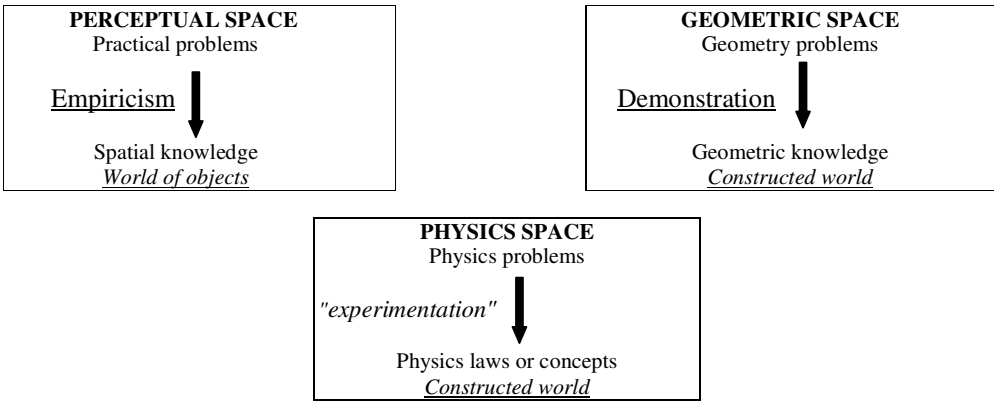 PERCEPTUAL SPACE
Practical problems
Empiricism
Spatial knowledge
World of objects
GEOMETRIC SPACE
Geometry problems
Demonstration
Geometric knowledge
Constructed world
PHYSICS SPACE
Physics problems
"experimentation"
Physics laws or concepts
Constructed world